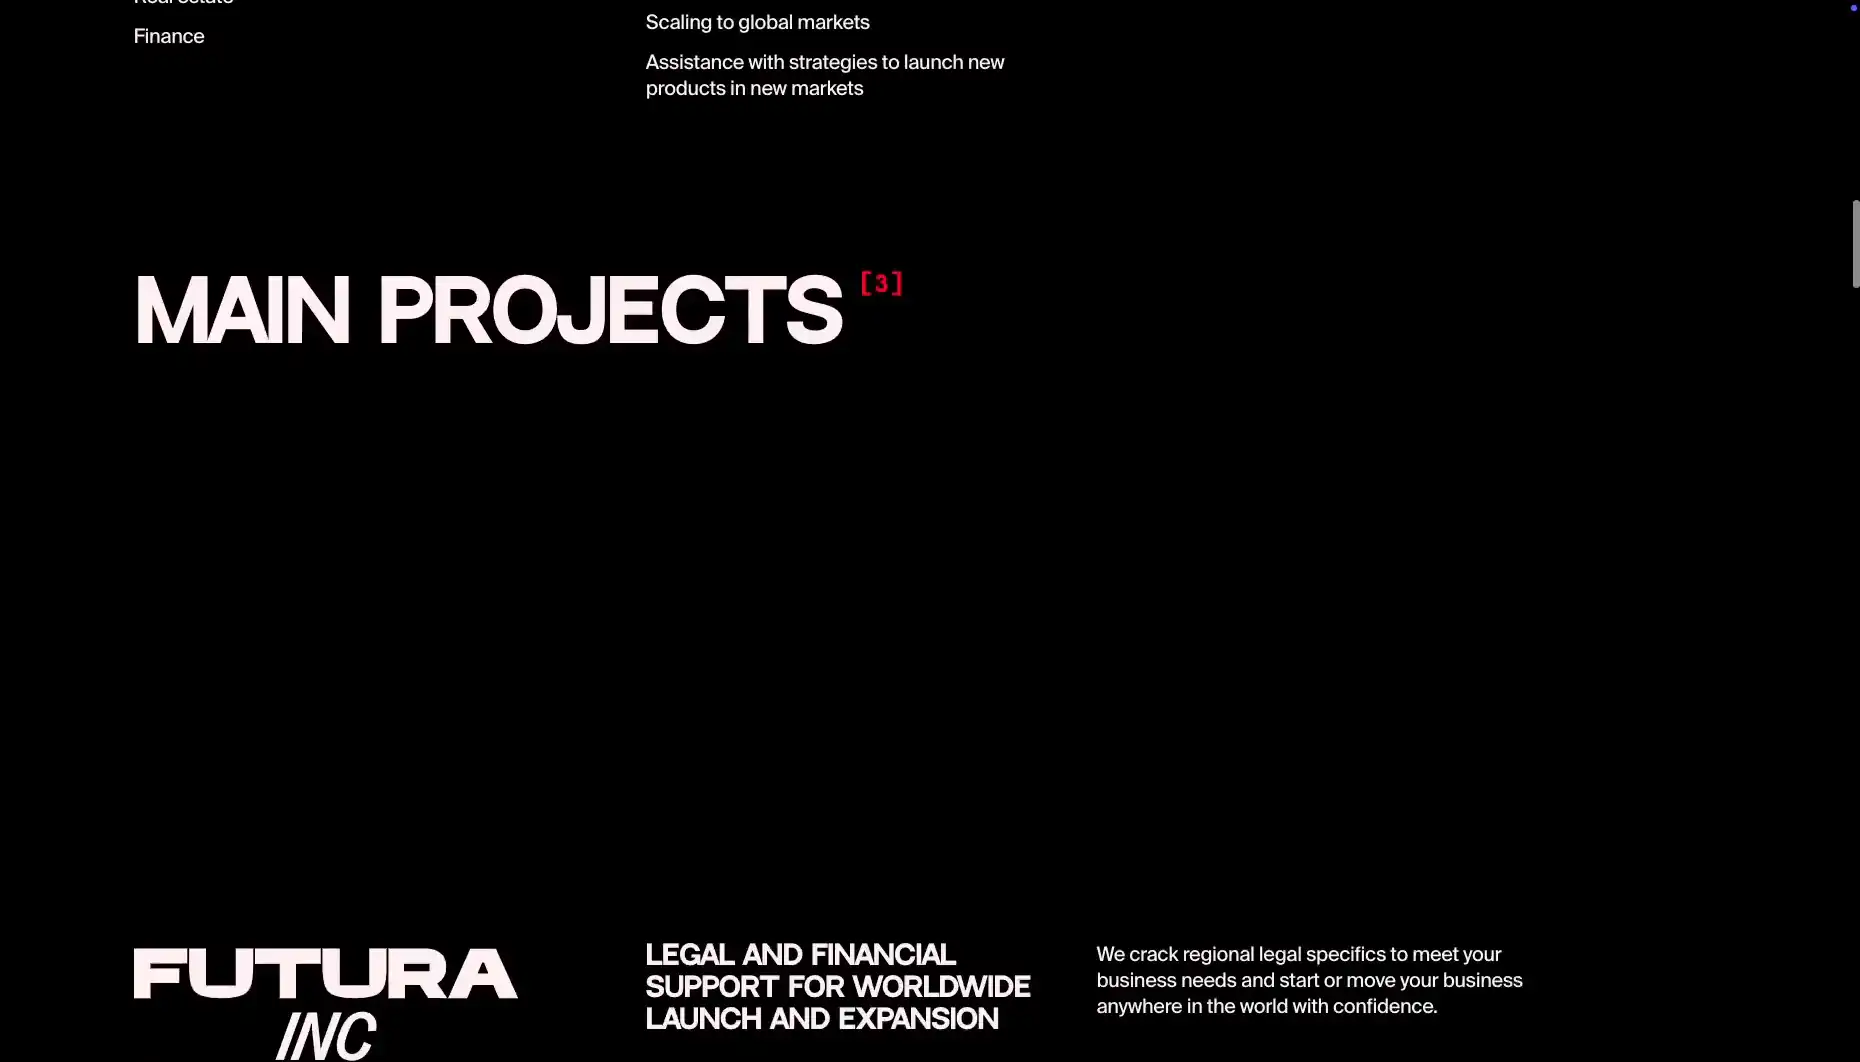 Real estate
Finance
Scaling to global markets
Assistance with strategies to launch new
products in new markets
MAIN PROJECTS [3]
FUTURA
INC
LEGAL AND FINANCIAL
SUPPORT FOR WORLDWIDE
LAUNCH AND EXPANSION
We crack regional legal specifics to meet your
business needs and start or move your business
anywhere in the world with confidence.